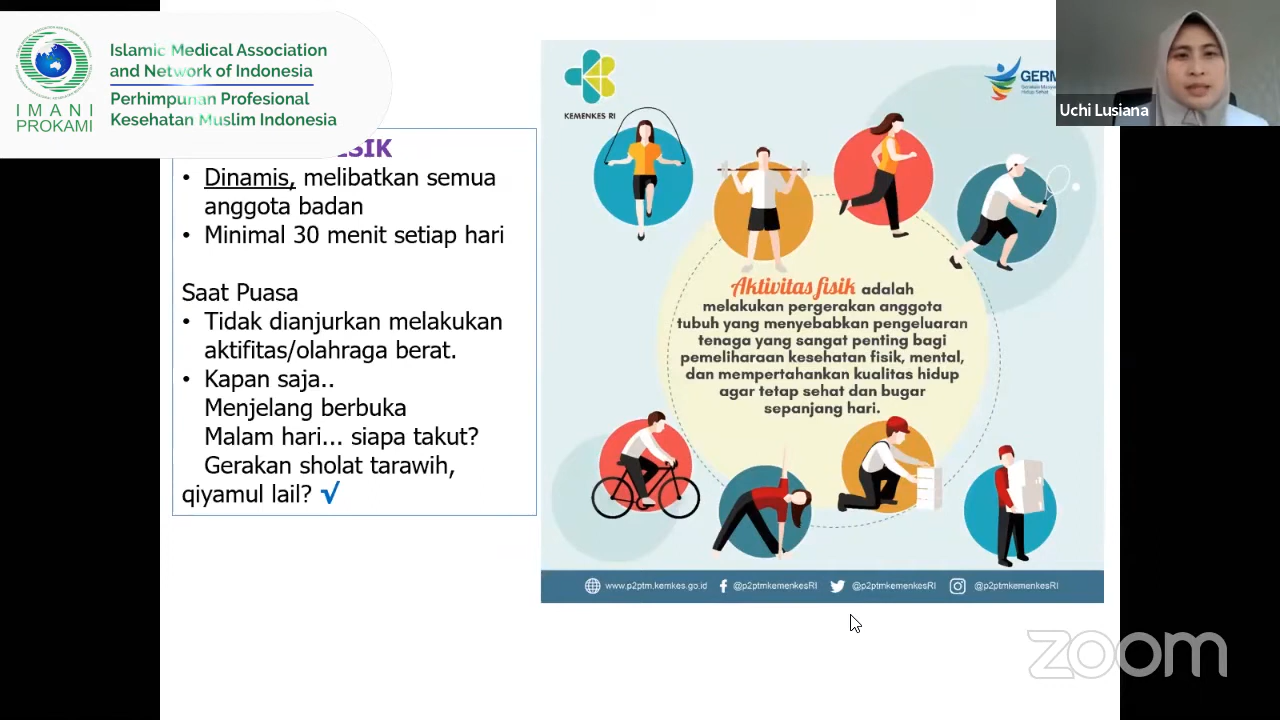 Islamic Medical Association
and Network of Indonesia
Perhimpunan Profesional
Kesehatan Muslim Indonesia
IMANI
PROKAMI
• Dinamis, melibatkan semua
anggota badan
• Minimal 30 menit setiap hari
Saat Puasa
• Tidak dianjurkan melakukan
aktifitas/olahraga berat.
• Kapan saja..
Menjelang berbuka
Malam hari... siapa takut?
Gerakan sholat tarawih,
qiyamul lail? √
KEMENKES RI
GERM
Aktivitas fisik adalah
melakukan pergerakan anggota
tubuh yang menyebabkan pengeluaran
tenaga yang sangat penting bagi
pemeliharaan kesehatan fisik, mental,
dan mempertahankan kualitas hidup
agar tetap sehat dan bugar
sepanjang hari.
www.p2ptm.kemkes.go.id
@p2ptmkemenkesRI
@p2ptmkemenkesRI
@p2ptmkemenkesRI
Uchi Lusiana
zoom